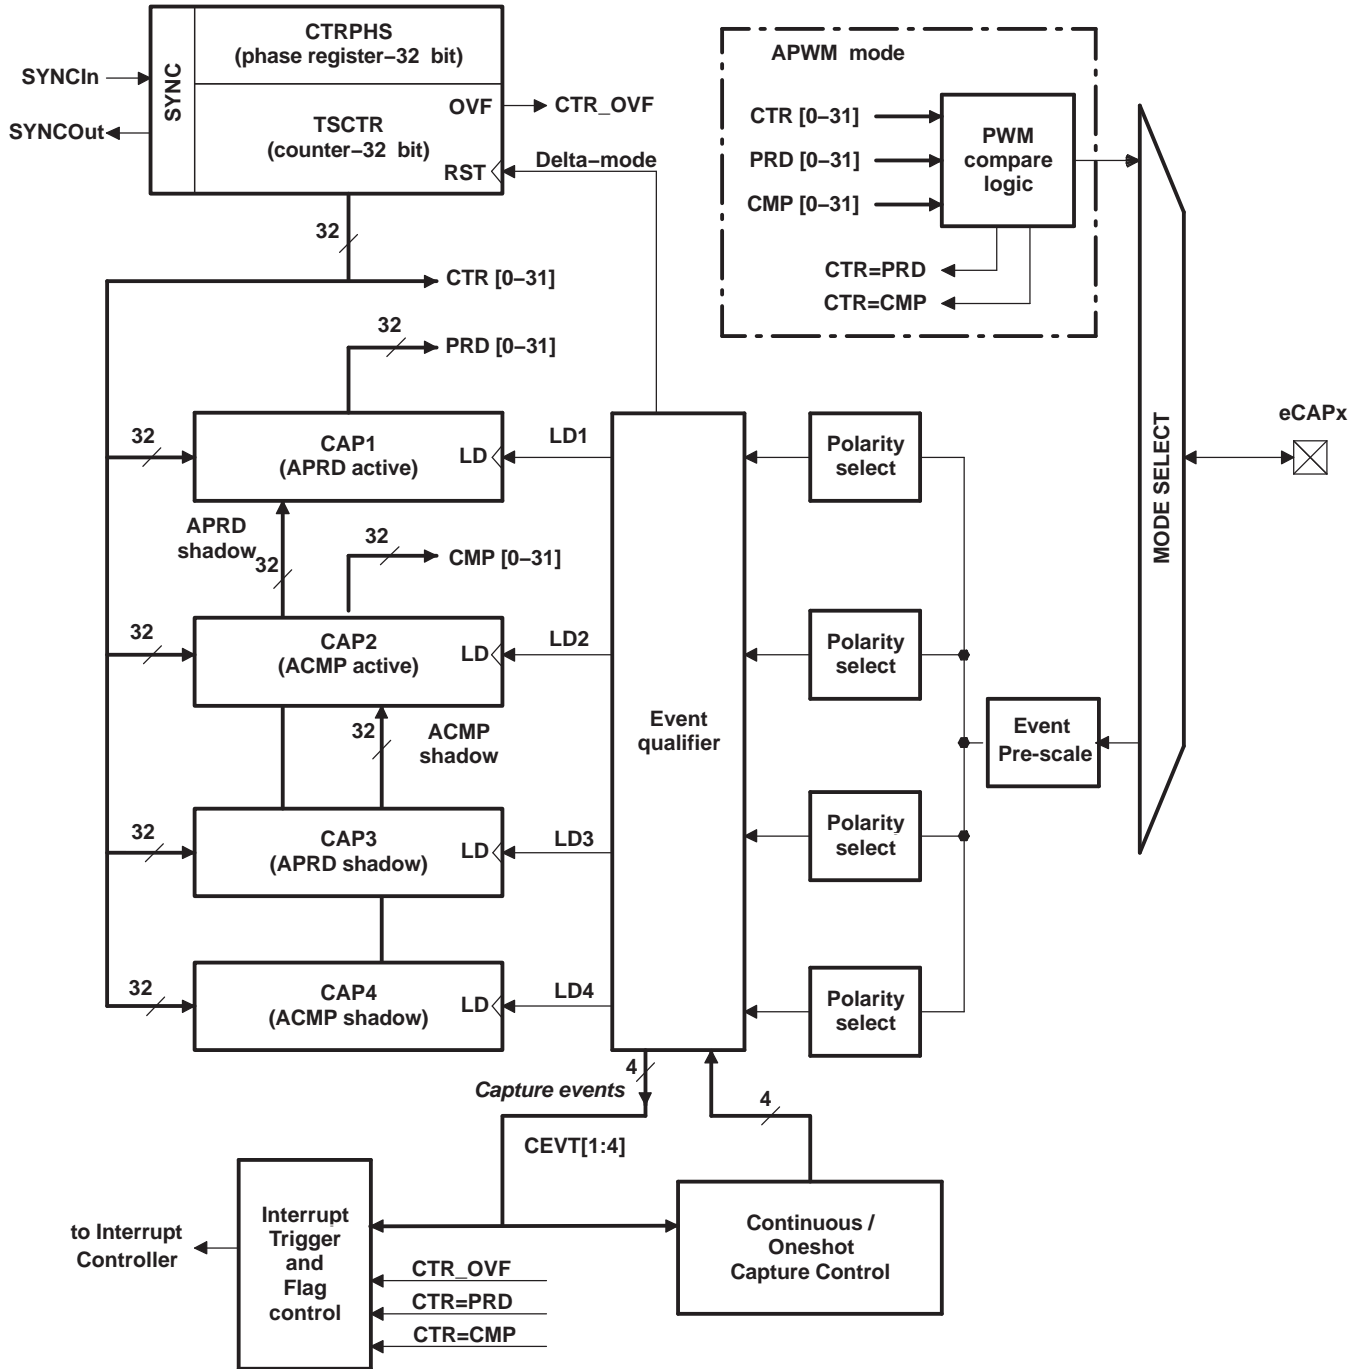 CTRPHS
(phase register−32 bit)
SYNC
SYNCIn
SYNCOut
OVF
CTR_OVF
TSCTR
(counter−32 bit)
RST
Delta−mode
32
CTR [0−31]
32
PRD [0−31]
APWM mode
CTR [0−31]
PRD [0−31]
CMP [0−31]
PWM
compare
logic
CTR=PRD
CTR=CMP
MODE SELECT
eCAPx
32
CAP1
(APRD active)
LD
LD1
Polarity
select
APRD
shadow
32
32
CMP [0−31]
32
CAP2
(ACMP active)
LD
LD2
Polarity
select
32
ACMP
shadow
Event
qualifier
Event
Pre-scale
32
CAP3
(APRD shadow)
LD
LD3
Polarity
select
32
CAP4
(ACMP shadow)
LD
LD4
Polarity
select
4
Capture events
4
CEVT[1:4]
to Interrupt
Controller
Interrupt
Trigger
and
Flag
control
CTR_OVF
CTR=PRD
CTR=CMP
Continuous /
Oneshot
Capture Control